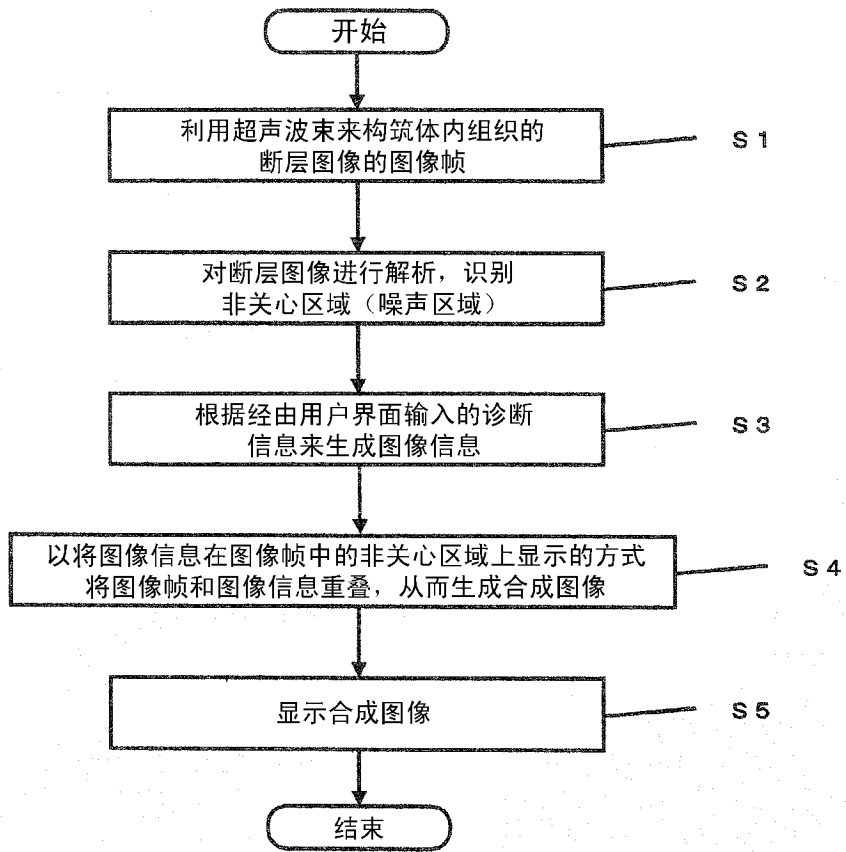 开始
利用超声波束来构筑体内组织的
断层图像的图像帧
S1
对断层图像进行解析，识别
非关心区域（噪声区域）
S2
根据经由用户界面输入的诊断
信息来生成图像信息
S3
以将图像信息在图像帧中的非关心区域上显示的方式
将图像帧和图像信息重叠，从而生成合成图像
S4
显示合成图像
S5
结束